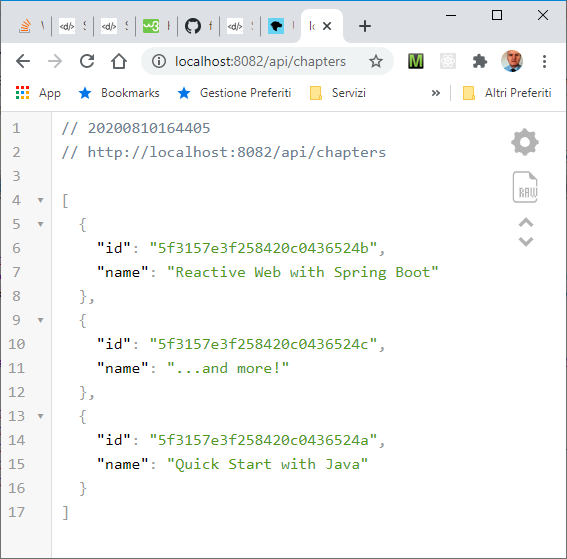 localhost:8082/api/chapters
App Bookmarks Gestione Preferiti Servizi » Altri Preferiti
1 // 20200810164405
2 // http://localhost:8082/api/chapters
3
4 [
5 {
6 "id": "5f3157e3f258420c0436524b",
7 "name": "Reactive Web with Spring Boot"
8 },
9 {
10 "id": "5f3157e3f258420c0436524c",
11 "name": "...and more!"
12 },
13 {
14 "id": "5f3157e3f258420c0436524a",
15 "name": "Quick Start with Java"
16 }
17 ]
RAW